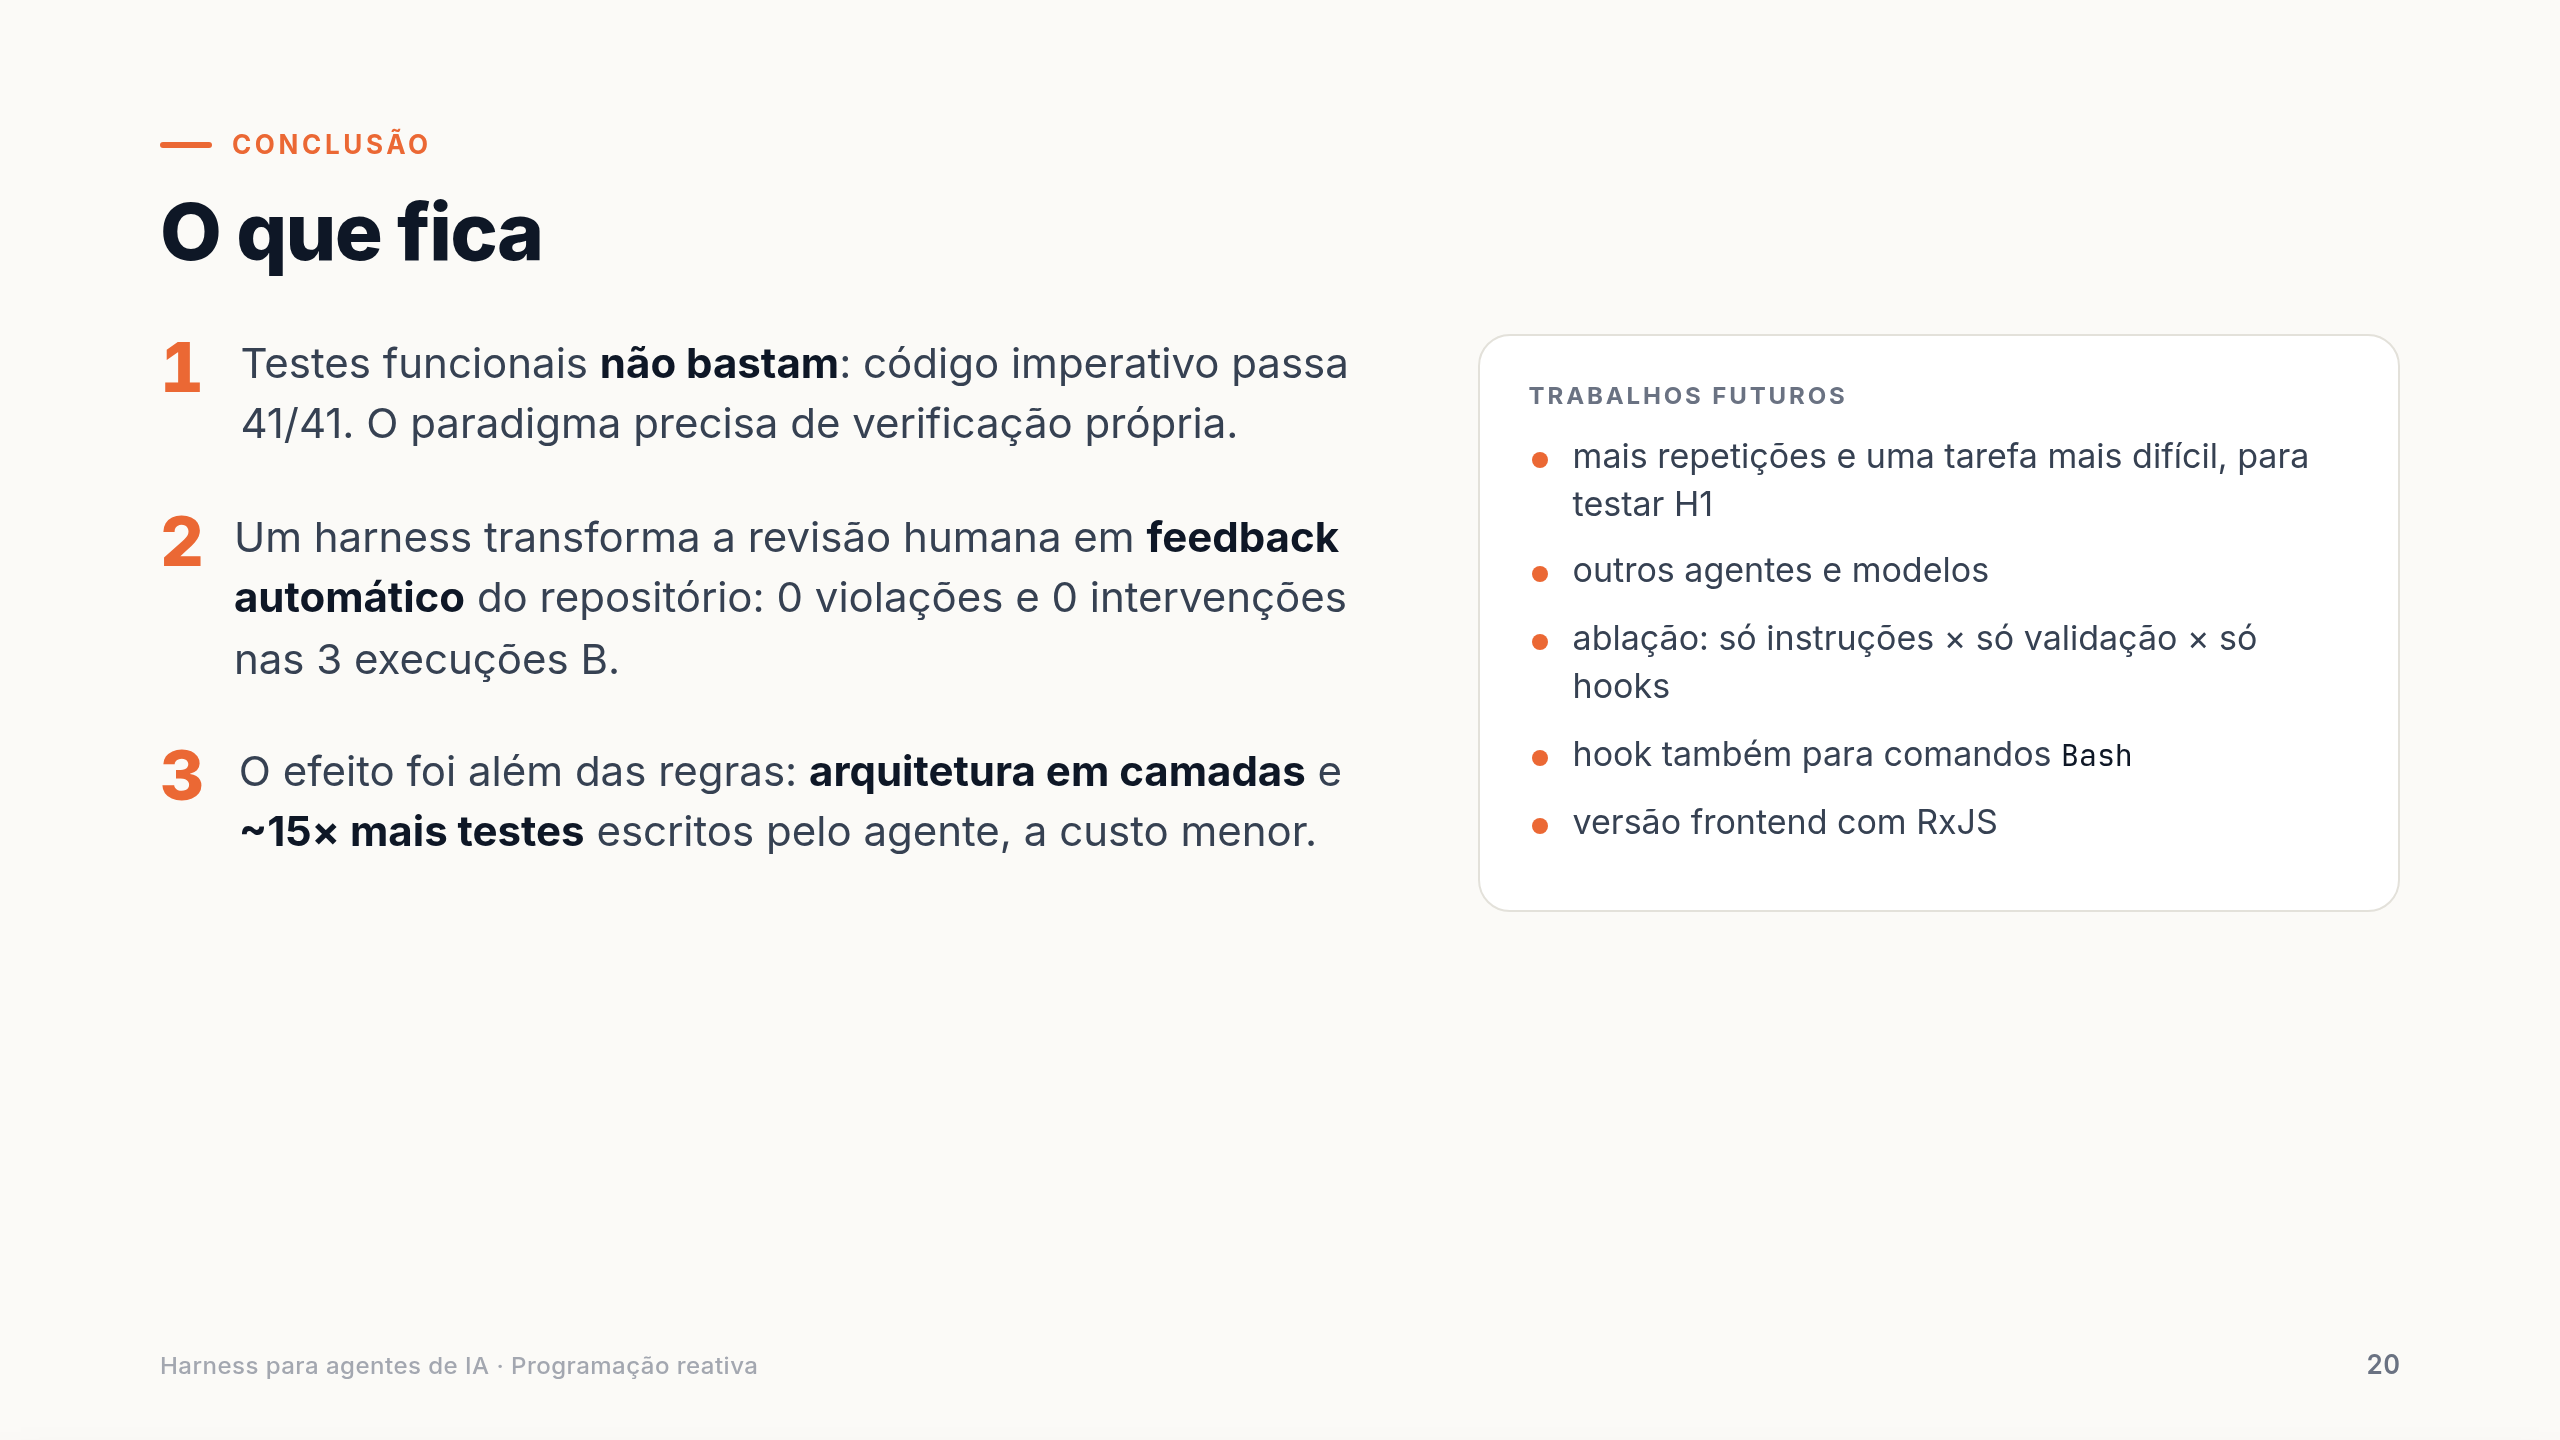 CONCLUSÃO
O que fica
1 Testes funcionais não bastam: código imperativo passa
41/41. O paradigma precisa de verificação própria.
2 Um harness transforma a revisão humana em feedback
automático do repositório: 0 violações e 0 intervenções
nas 3 execuções B.
3 O efeito foi além das regras: arquitetura em camadas e
~15× mais testes escritos pelo agente, a custo menor.
TRABALHOS FUTUROS
mais repetições e uma tarefa mais difícil, para
testar H1
outros agentes e modelos
ablação: só instruções × só validação × só
hooks
hook também para comandos Bash
versão frontend com RxJS
Harness para agentes de IA · Programação reativa
20